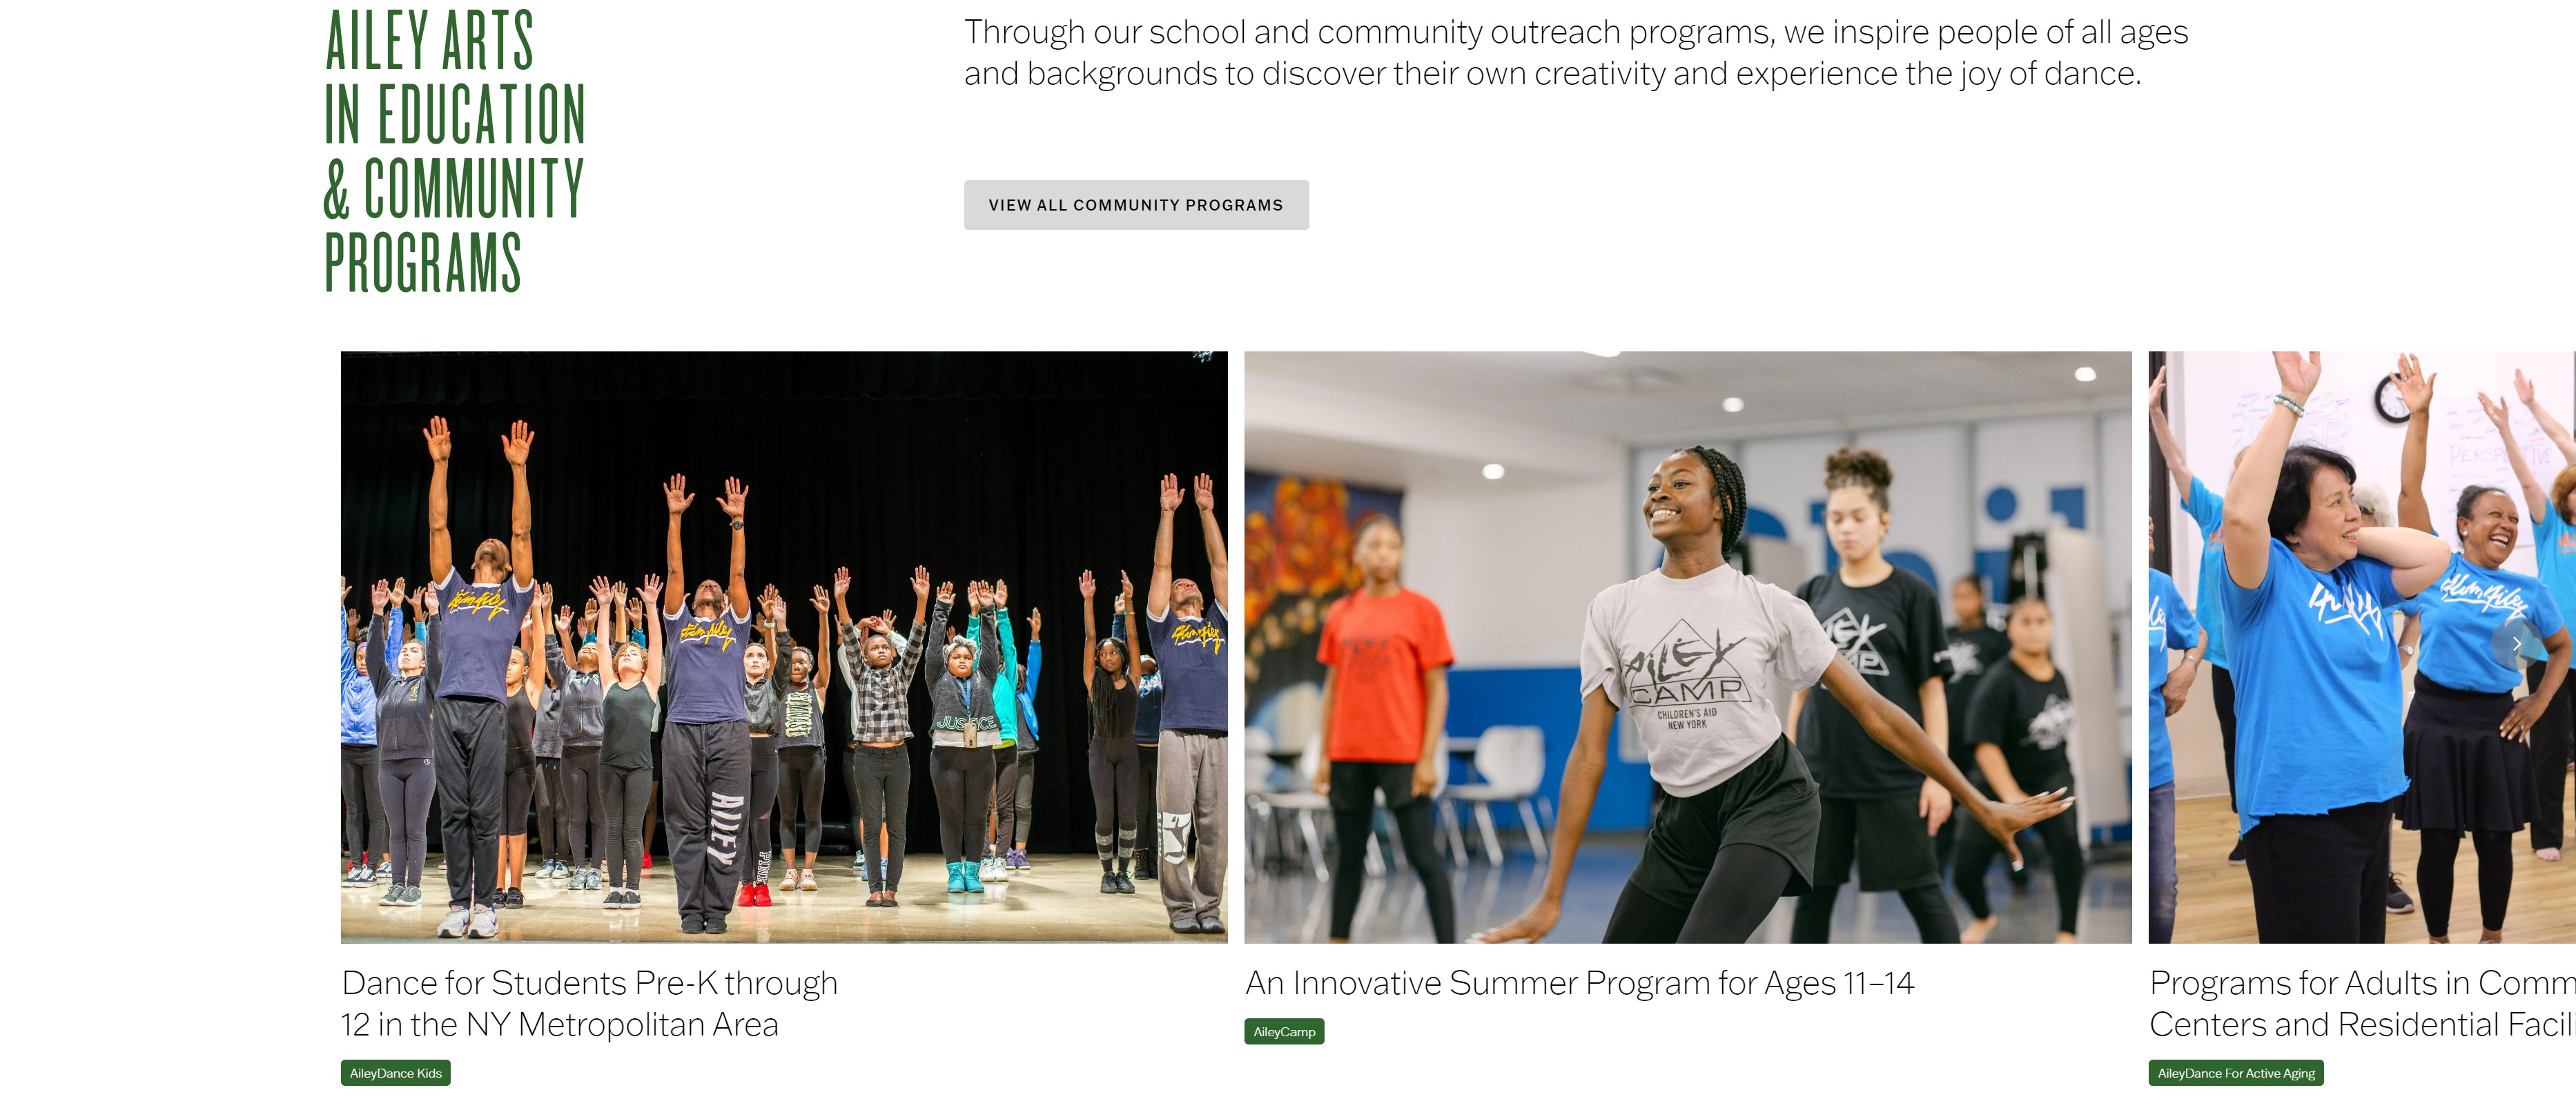 AILEY ARTS
IN EDUCATION
& COMMUNITY
PROGRAMS
Through our school and community outreach programs, we inspire people of all ages
and backgrounds to discover their own creativity and experience the joy of dance.
VIEW ALL COMMUNITY PROGRAMS
AILEY
JUSTICE
AILEY
CAMP
CHILDREN'S AID
NEW YORK
PERSPECTIVE
Dance for Students Pre-K through
12 in the NY Metropolitan Area
AileyDance Kids
An Innovative Summer Program for Ages 11–14
AileyCamp
Programs for Adults in Comm
Centers and Residential Facil
AileyDance For Active Aging